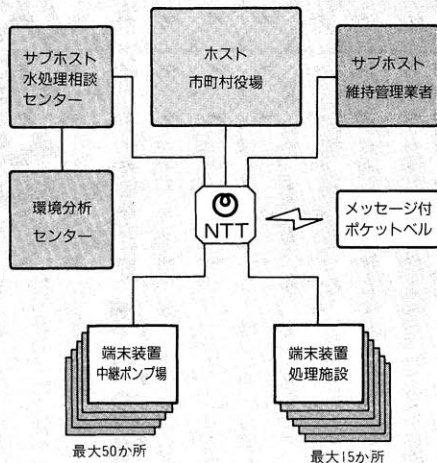 サブホスト
水処理相談
センター
ホスト
市町村役場
サブホスト
維持管理業者
環境分析
センター
NTT
メッセージ付
ポケットベル
端末装置
中継ポンプ場
端末装置
処理施設
最大50か所
最大15か所